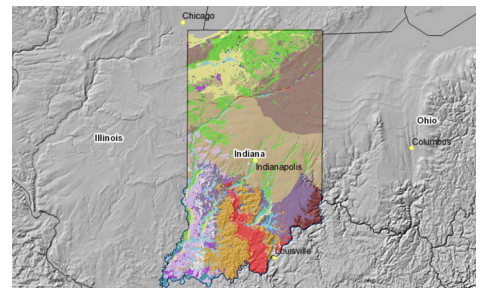 Chicago
Illinois
Ohio
Columbus
Indiana
Indianapolis
Louisville